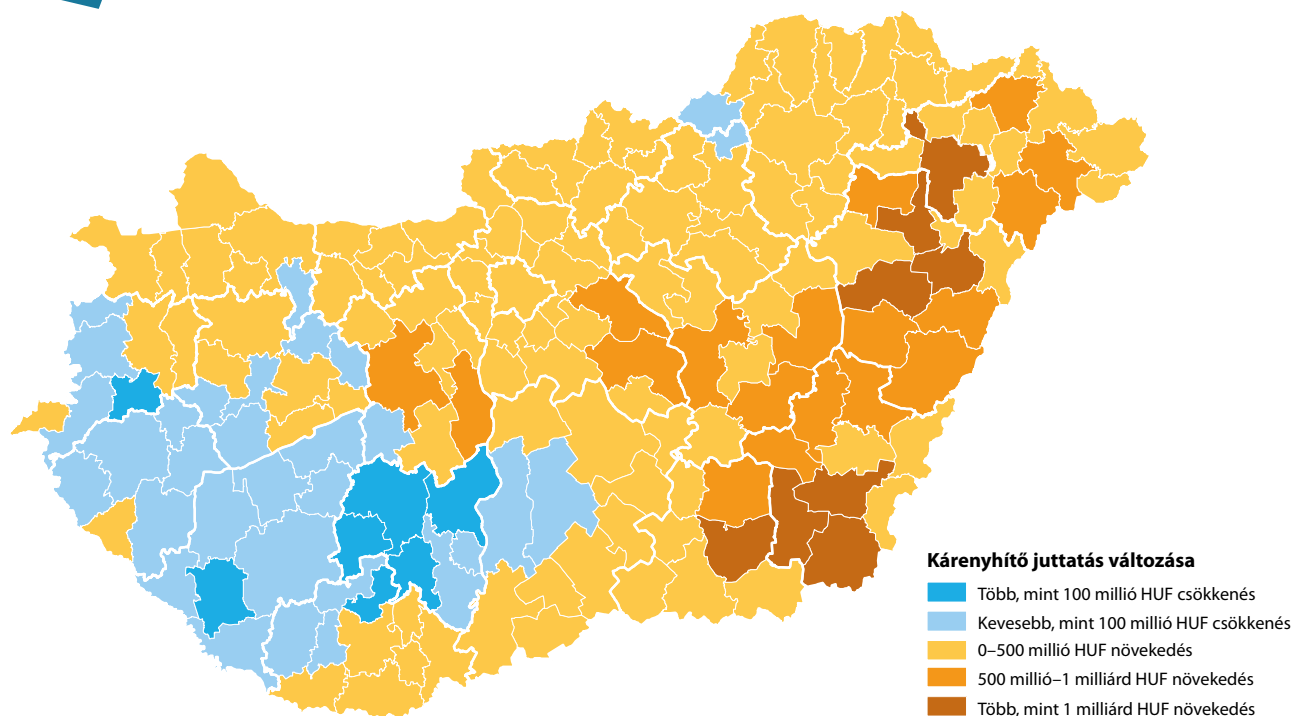 Kárenyhítő juttatás változása
Több, mint 100 millió HUF csökkenés
Kevesebb, mint 100 millió HUF csökkenés
0–500 millió HUF növekedés
500 millió–1 milliárd HUF növekedés
Több, mint 1 milliárd HUF növekedés